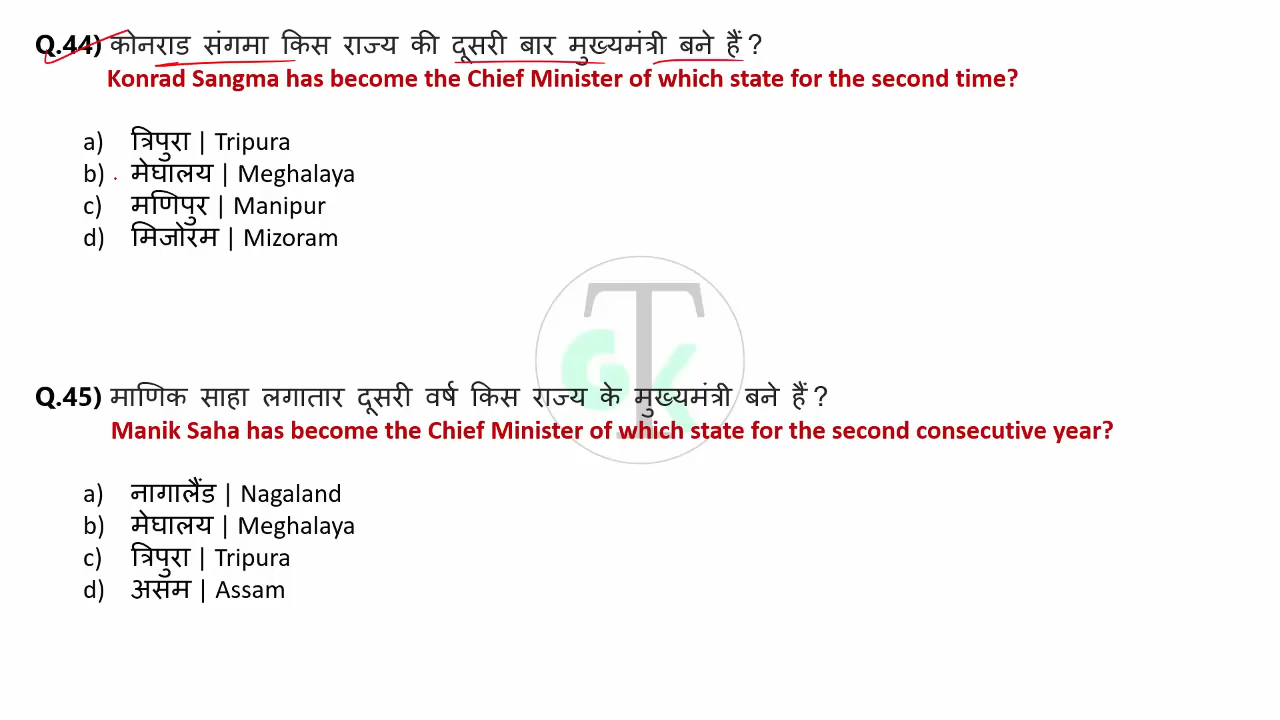 Q.44) कोनराड संगमा किस राज्य की दूसरी बार मुख्यमंत्री बने हैं ?
Konrad Sangma has become the Chief Minister of which state for the second time?
a) त्रिपुरा | Tripura
b) मेघालय | Meghalaya
c) मणिपुर | Manipur
d) मिजोरम | Mizoram
GTK
Q.45) माणिक साहा लगातार दूसरी वर्ष किस राज्य के मुख्यमंत्री बने हैं ?
Manik Saha has become the Chief Minister of which state for the second consecutive year?
a) नागालैंड | Nagaland
b) मेघालय | Meghalaya
c) त्रिपुरा | Tripura
d) असम | Assam